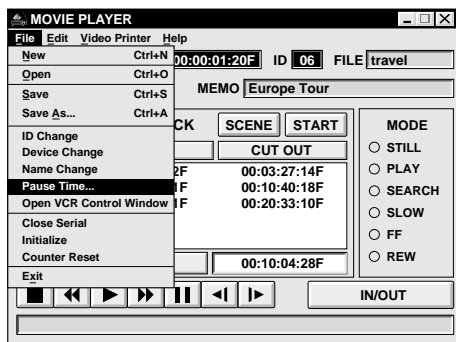 MOVIE PLAYER
File Edit Video Printer Help
New Ctrl+N
00:00:01:20F ID 06 FILE travel
Open Ctrl+O
Save Ctrl+S
MEMO Europe Tour
Save As... Ctrl+A
CK SCENE START MODE
ID Change
Device Change
CUT OUT
STILL
Name Change
2F 00:03:27:14F
PLAY
Pause Time...
1F 00:10:40:18F
SEARCH
Open VCR Control Window
1F 00:20:33:10F
SLOW
Close Serial
Initialize
FF
Counter Reset
00:10:04:28F
REW
Exit
IN/OUT